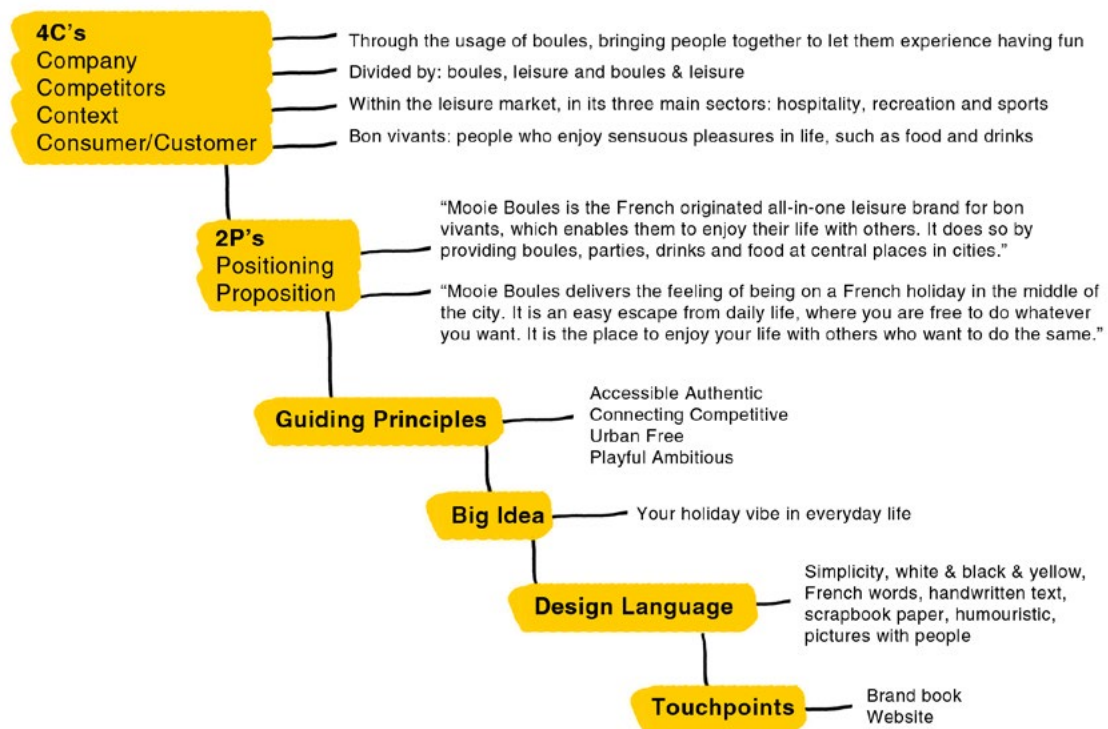 4C's
Company
Competitors
Context
Consumer/Customer
Through the usage of boules, bringing people together to let them experience having fun
Divided by: boules, leisure and boules & leisure
Within the leisure market, in its three main sectors: hospitality, recreation and sports
Bon vivants: people who enjoy sensuous pleasures in life, such as food and drinks
2P's
Positioning
Proposition
“Mooie Boules is the French originated all-in-one leisure brand for bon
vivants, which enables them to enjoy their life with others. It does so by
providing boules, parties, drinks and food at central places in cities.”
“Mooie Boules delivers the feeling of being on a French holiday in the middle of
the city. It is an easy escape from daily life, where you are free to do whatever
you want. It is the place to enjoy your life with others who want to do the same.”
Guiding Principles
Accessible Authentic
Connecting Competitive
Urban Free
Playful Ambitious
Big Idea
Your holiday vibe in everyday life
Design Language
Simplicity, white & black & yellow,
French words, handwritten text,
scrapbook paper, humouristic,
pictures with people
Touchpoints
Brand book
Website